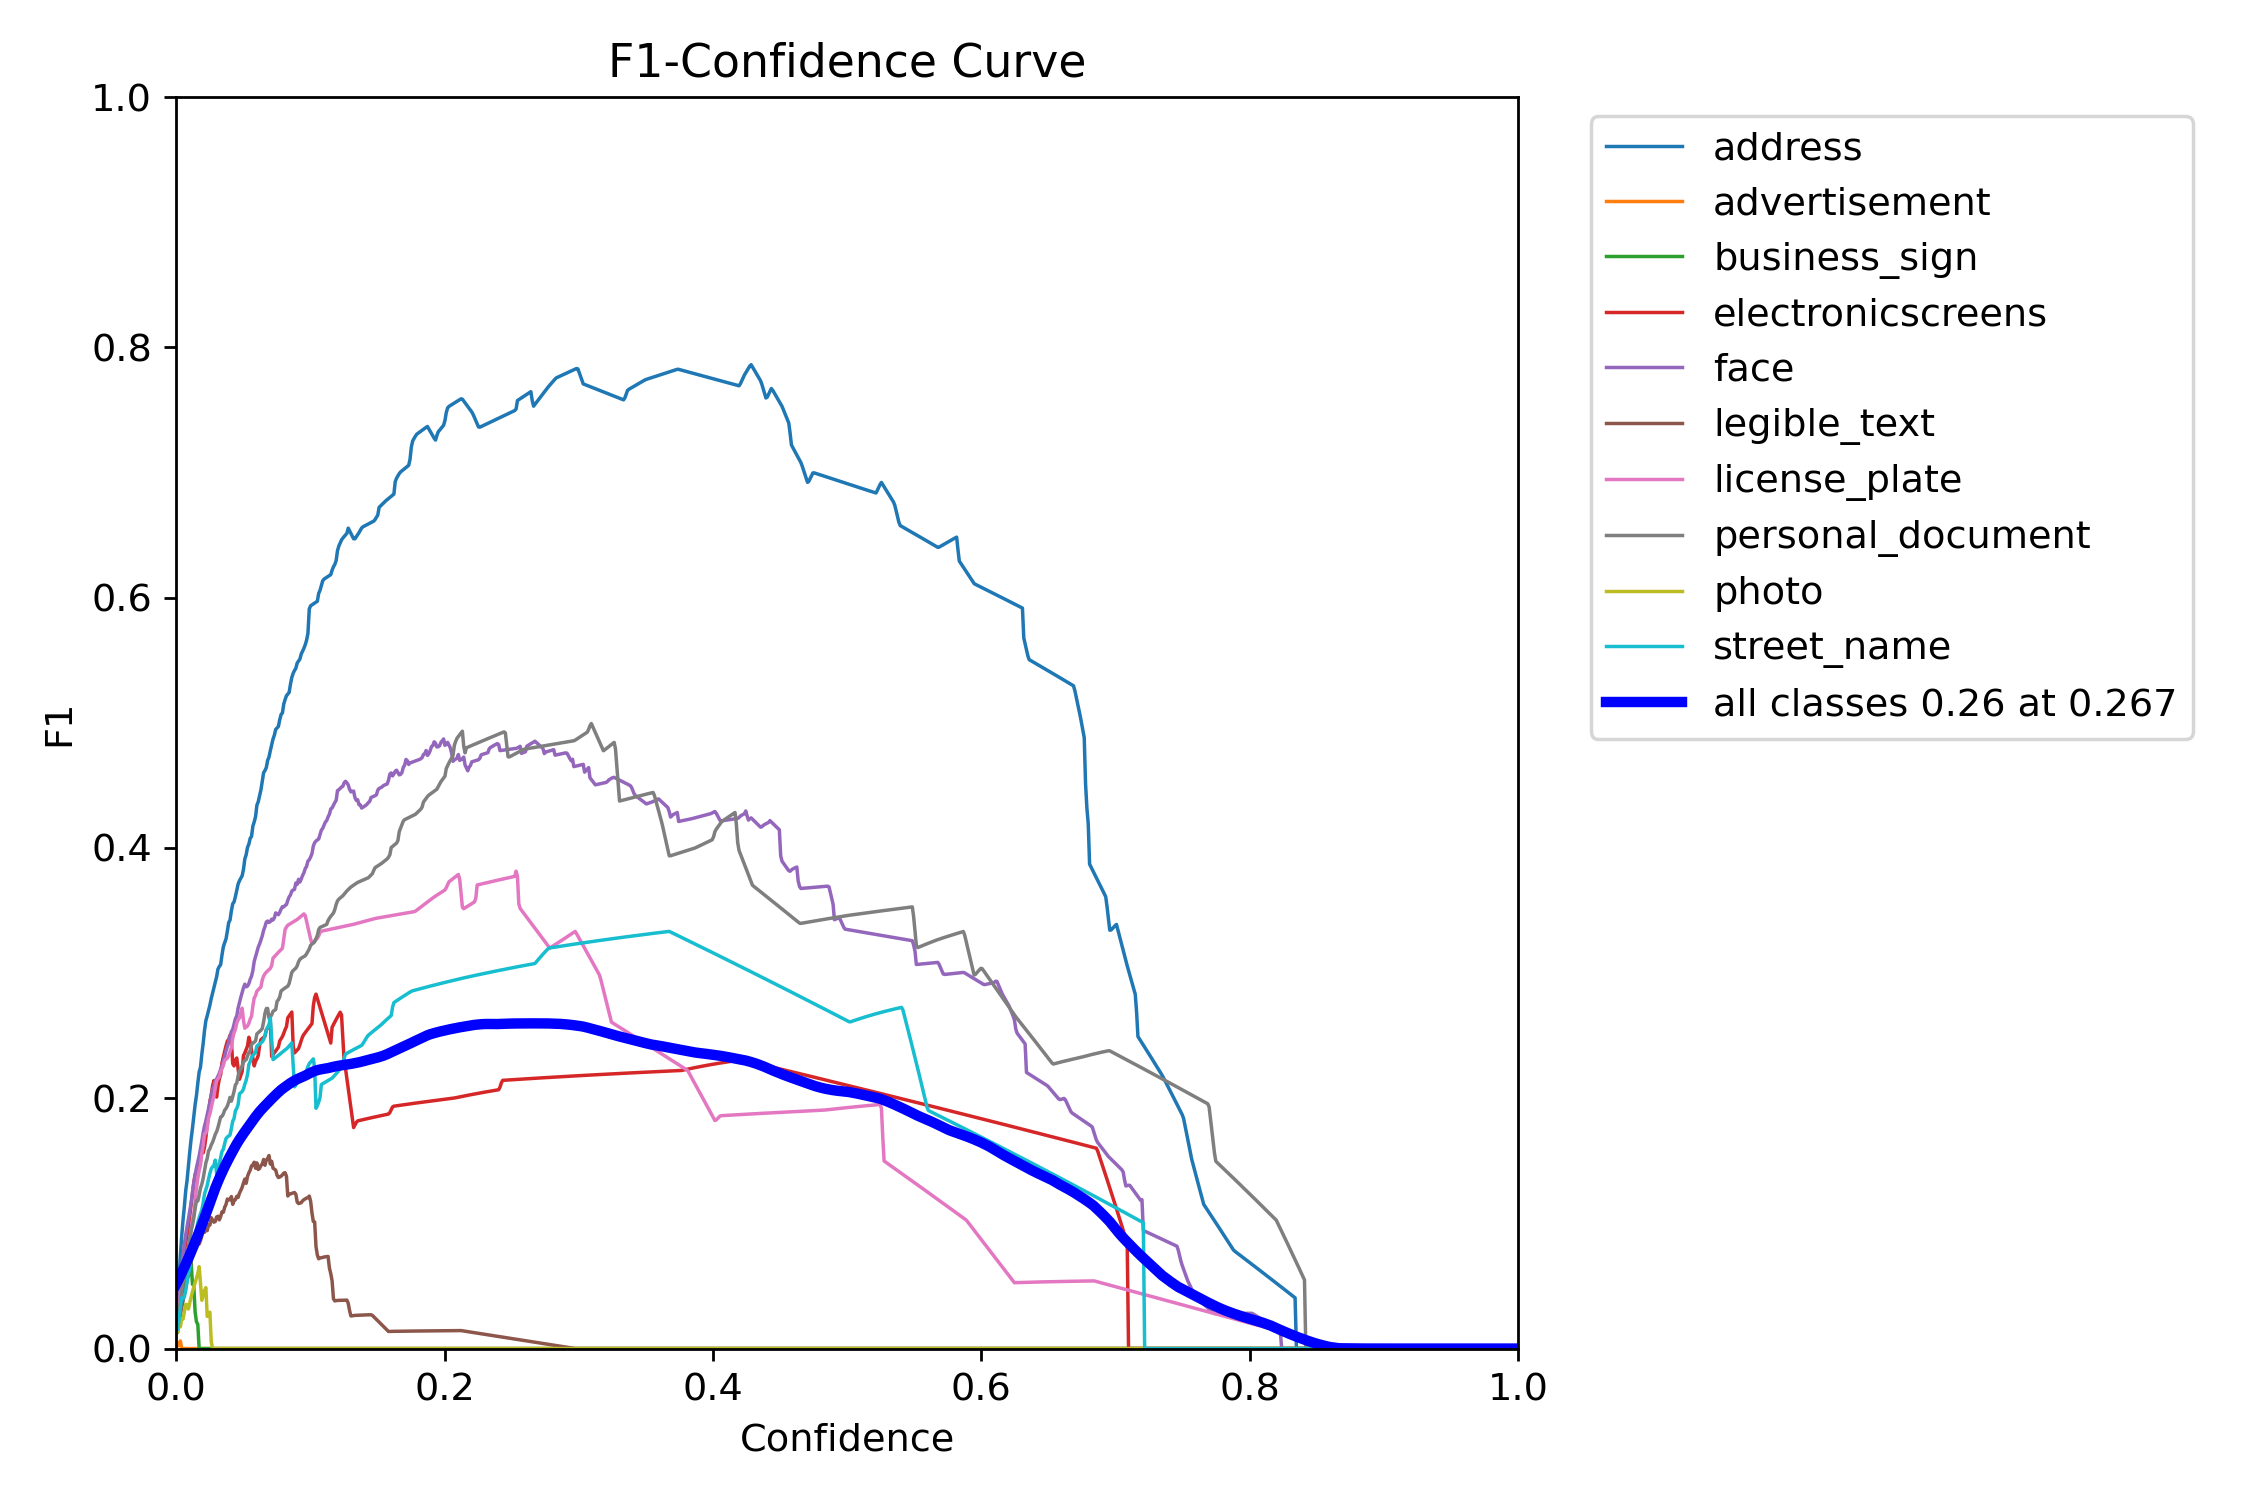 F1-Confidence Curve
1.0
0.8
0.6
0.4
0.2
0.0
F1
0.0 0.2 0.4 0.6 0.8 1.0
Confidence
address
advertisement
business_sign
electronicscreens
face
legible_text
license_plate
personal_document
photo
street_name
all classes 0.26 at 0.267